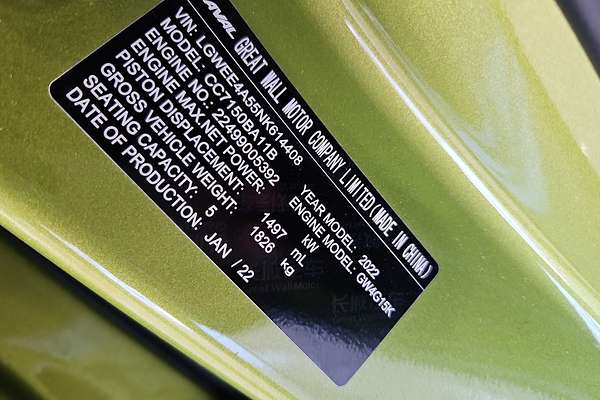 HAVAL GREAT WALL MOTOR COMPANY LIMITED(MADE IN CHINA)
VIN: LGWEE4A55NK614408
MODEL: CC7150BA11B YEAR MODEL: 2022
ENGINE NO.: 22499005392 ENGINE MODEL: GW4G15K
ENGINE MAX.NET POWER: kW
PISTON DISPLACEMENT: 1497 mL
GROSS VEHICLE WEIGHT: 1826 kg
SEATING CAPACITY: 5
DATE OF PRODUCTION: JAN / 22